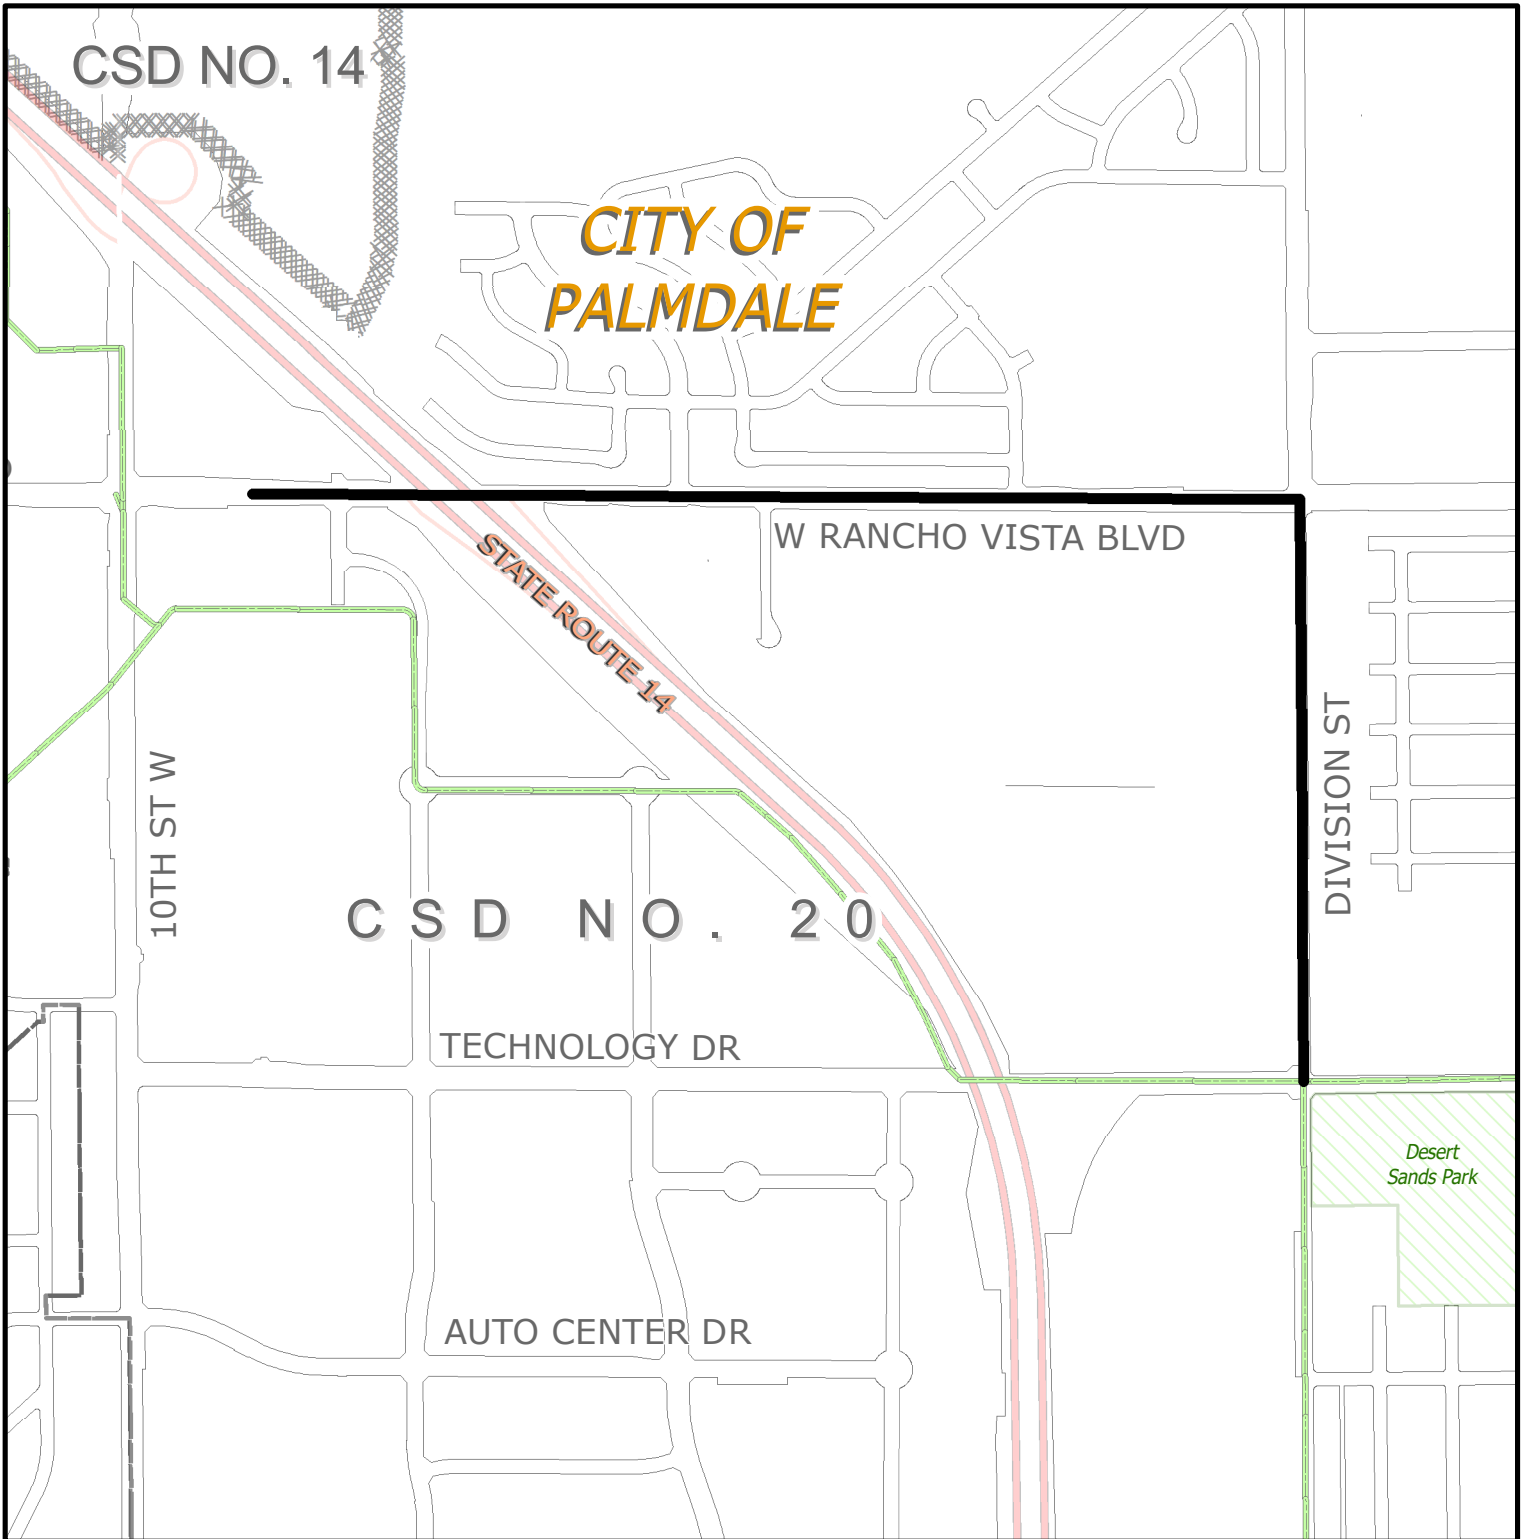 CSD NO. 14
CITY OF
PALMDALE
W RANCHO VISTA BLVD
STATE ROUTE 14
DIVISION ST
10TH ST W
CSD NO. 20
TECHNOLOGY DR
Desert
Sands Park
AUTO CENTER DR